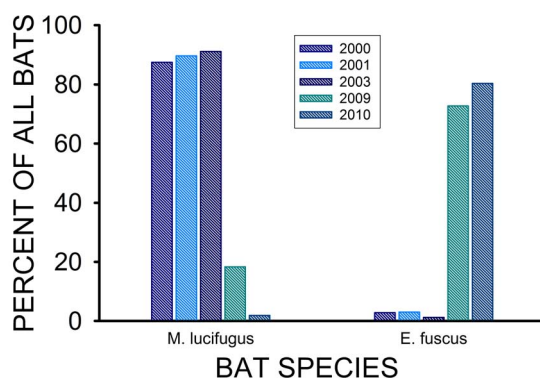 PERCENT OF ALL BATS
100
80
60
40
20
0
2000
2001
2003
2009
2010
M. lucifugus
E. fuscus
BAT SPECIES